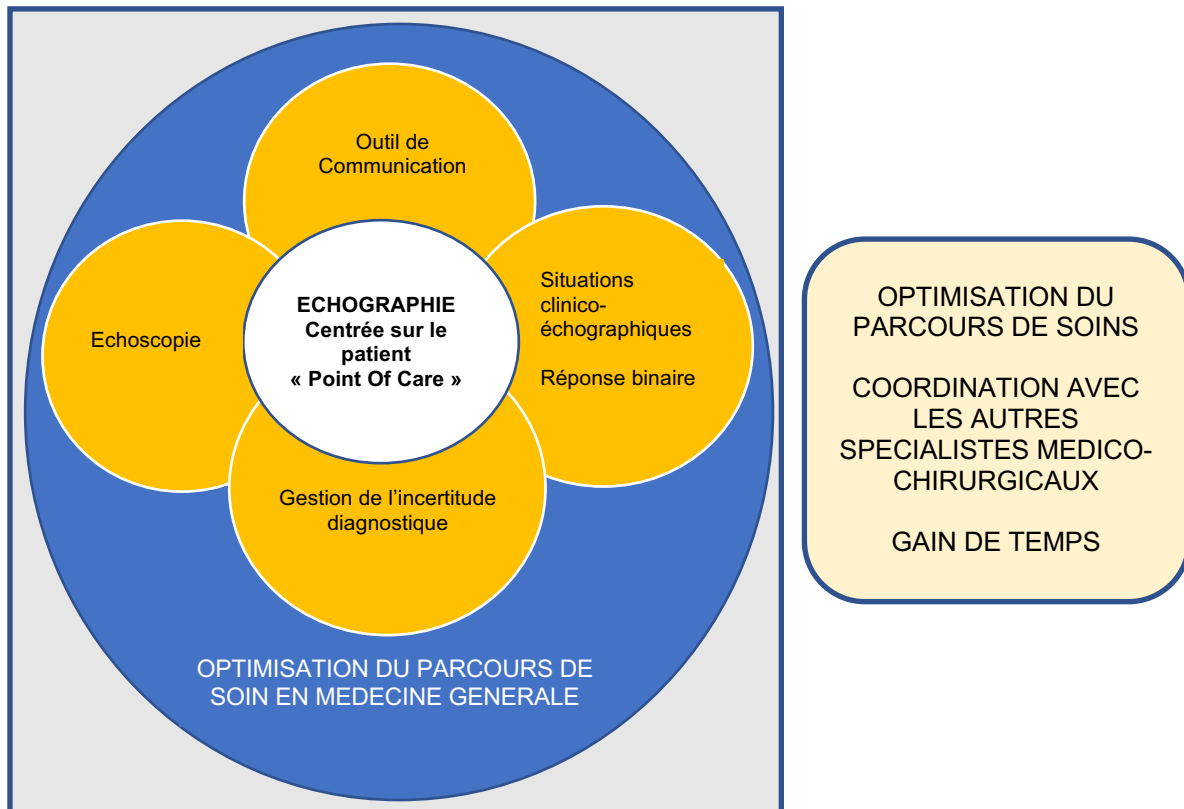 Outil de
Communication
Echoscopie
ECHOGRAPHIE
Centrée sur le
patient
« Point Of Care »
Situations
clinico-
échographiques
Réponse binaire
Gestion de l’incertitude
diagnostique
OPTIMISATION DU PARCOURS DE
SOIN EN MEDECINE GENERALE
OPTIMISATION DU
PARCOURS DE SOINS
COORDINATION AVEC
LES AUTRES
SPECIALISTES MEDICO-
CHIRURGICAUX
GAIN DE TEMPS